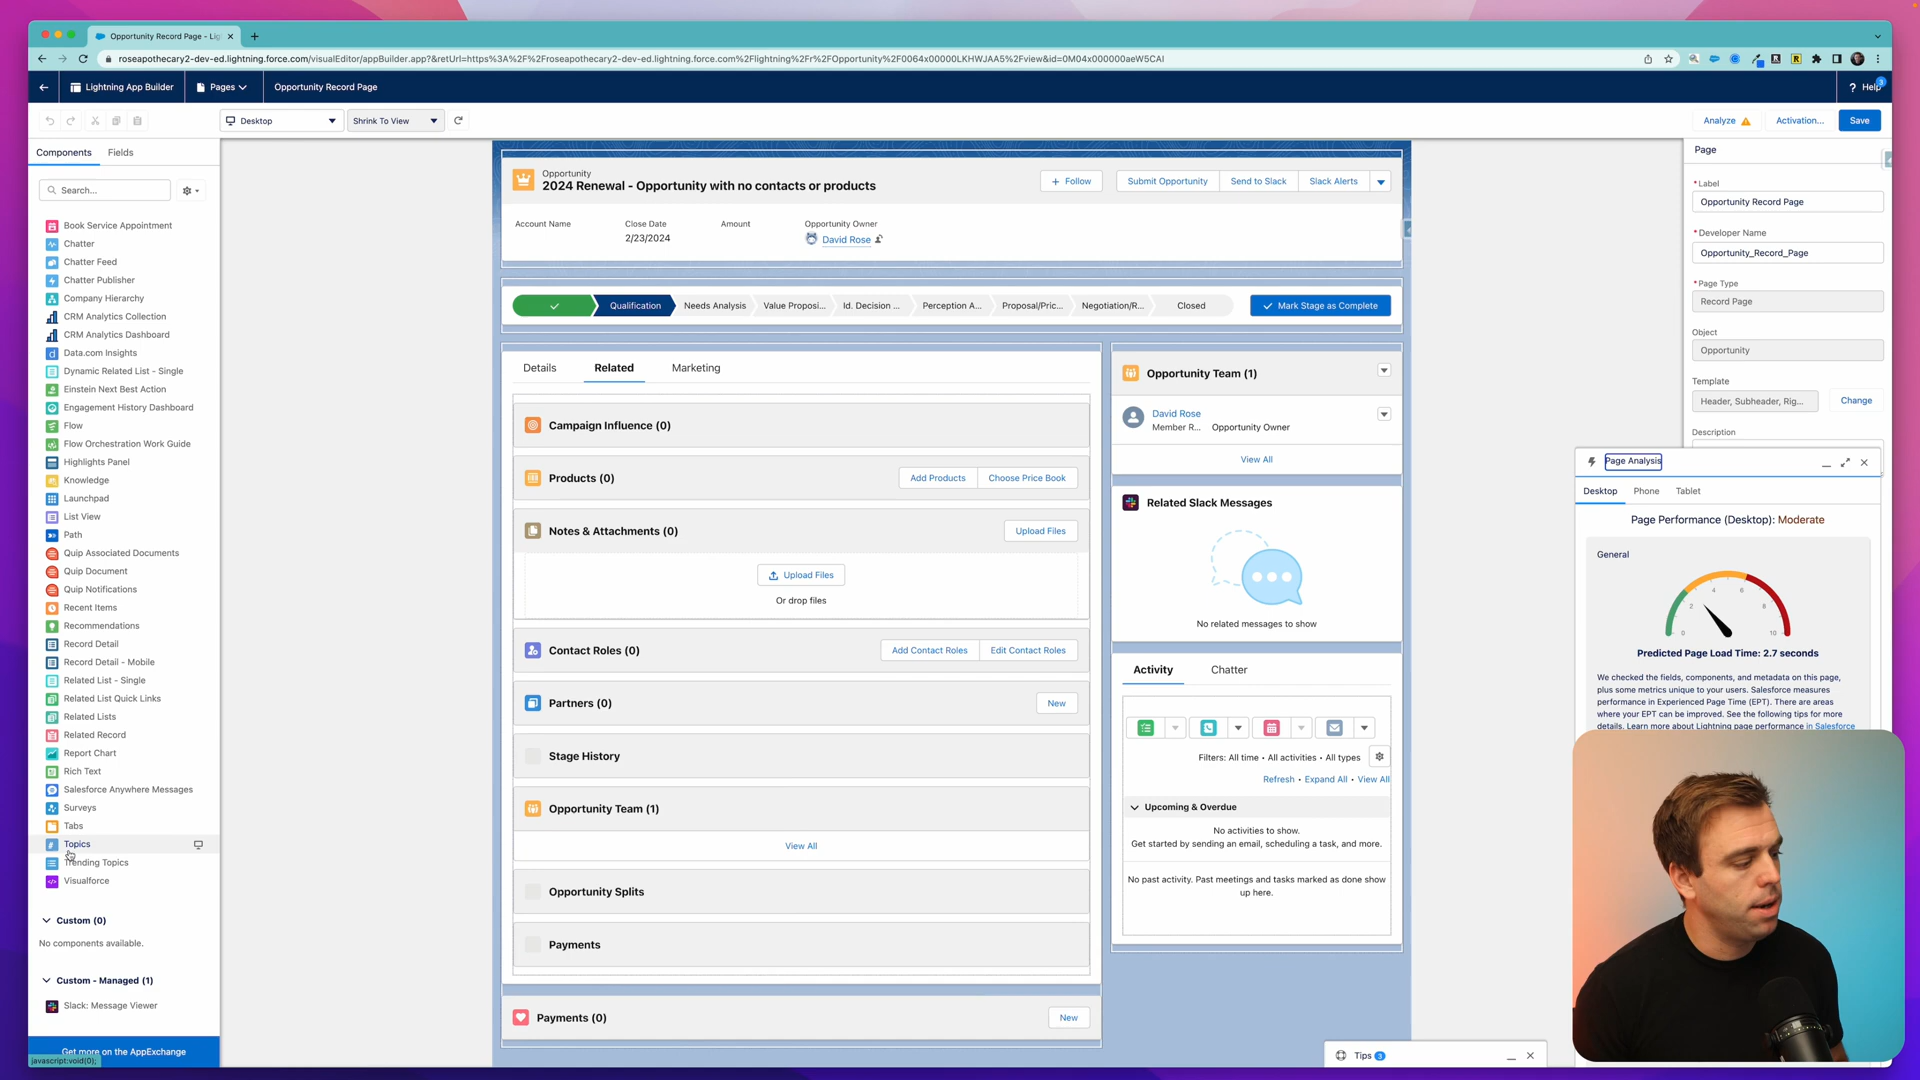 Opportunity Record Page - Lig
roseapothecary2-dev-ed.lightning.force.com/visualEditor/appBuilder.app?&retUrl=https%3A%2F%2Froseapothecary2-dev-ed.lightning.force.com%2Flightning%2Fr%2FOpportunity%2F0064x00000LKHWJAA5%2Fview&id=0M04x000000aeW5CAI
Lightning App Builder
Pages
Opportunity Record Page
? Help
3
Desktop
Shrink To View
Analyze
Activation...
Save
Components
Fields
Search...
Book Service Appointment
Chatter
Chatter Feed
Chatter Publisher
Company Hierarchy
CRM Analytics Collection
CRM Analytics Dashboard
Data.com Insights
Dynamic Related List - Single
Einstein Next Best Action
Engagement History Dashboard
Flow
Flow Orchestration Work Guide
Highlights Panel
Knowledge
Launchpad
List View
Path
Quip Associated Documents
Quip Document
Quip Notifications
Recent Items
Recommendations
Record Detail
Record Detail - Mobile
Related List - Single
Related List Quick Links
Related Lists
Related Record
Report Chart
Rich Text
Salesforce Anywhere Messages
Surveys
Tabs
Topics
Trending Topics
Visualforce
Custom (0)
No components available.
Custom - Managed (1)
Slack: Message Viewer
Get more on the AppExchange
javascript:void(0);
Opportunity
2024 Renewal - Opportunity with no contacts or products
+ Follow
Submit Opportunity
Send to Slack
Slack Alerts
Account Name
Close Date
2/23/2024
Amount
Opportunity Owner
David Rose
Qualification
Needs Analysis
Value Proposi...
Id. Decision ...
Perception A...
Proposal/Pric...
Negotiation/R...
Closed
Mark Stage as Complete
Details
Related
Marketing
Campaign Influence (0)
Products (0)
Add Products
Choose Price Book
Notes & Attachments (0)
Upload Files
Upload Files
Or drop files
Contact Roles (0)
Add Contact Roles
Edit Contact Roles
Partners (0)
New
Stage History
Opportunity Team (1)
View All
Opportunity Splits
Payments
Payments (0)
New
Opportunity Team (1)
David Rose
Member R...
Opportunity Owner
View All
Related Slack Messages
No related messages to show
Activity
Chatter
Filters: All time • All activities • All types
Refresh • Expand All • View All
Upcoming & Overdue
No activities to show.
Get started by sending an email, scheduling a task, and more.
No past activity. Past meetings and tasks marked as done show
up here.
Tips 3
Page
*Label
Opportunity Record Page
*Developer Name
Opportunity_Record_Page
*Page Type
Record Page
Object
Opportunity
Template
Header, Subheader, Rig...
Change
Description
Page Analysis
Desktop
Phone
Tablet
Page Performance (Desktop): Moderate
General
0
2
4
6
8
10
Predicted Page Load Time: 2.7 seconds
We checked the fields, components, and metadata on this page,
plus some metrics unique to your users. Salesforce measures
performance in Experienced Page Time (EPT). There are areas
where your EPT can be improved. See the following tips for more
details. Learn more about Lightning page performance in Salesforce